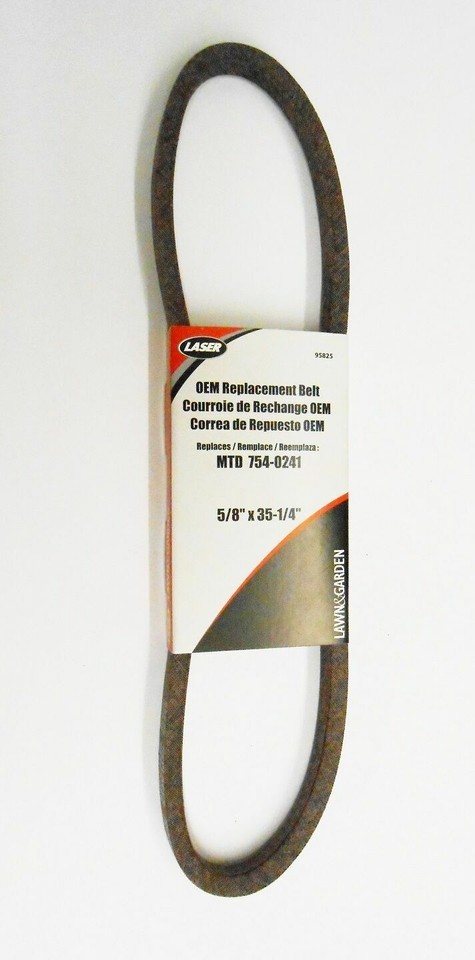 LASER
95825
OEM Replacement Belt
Courroie de Rechange OEM
Correa de Repuesto OEM
Replaces / Remplace / Reemplaza :
MTD 754-0241
5/8" x 35-1/4"
LAWN&GARDEN